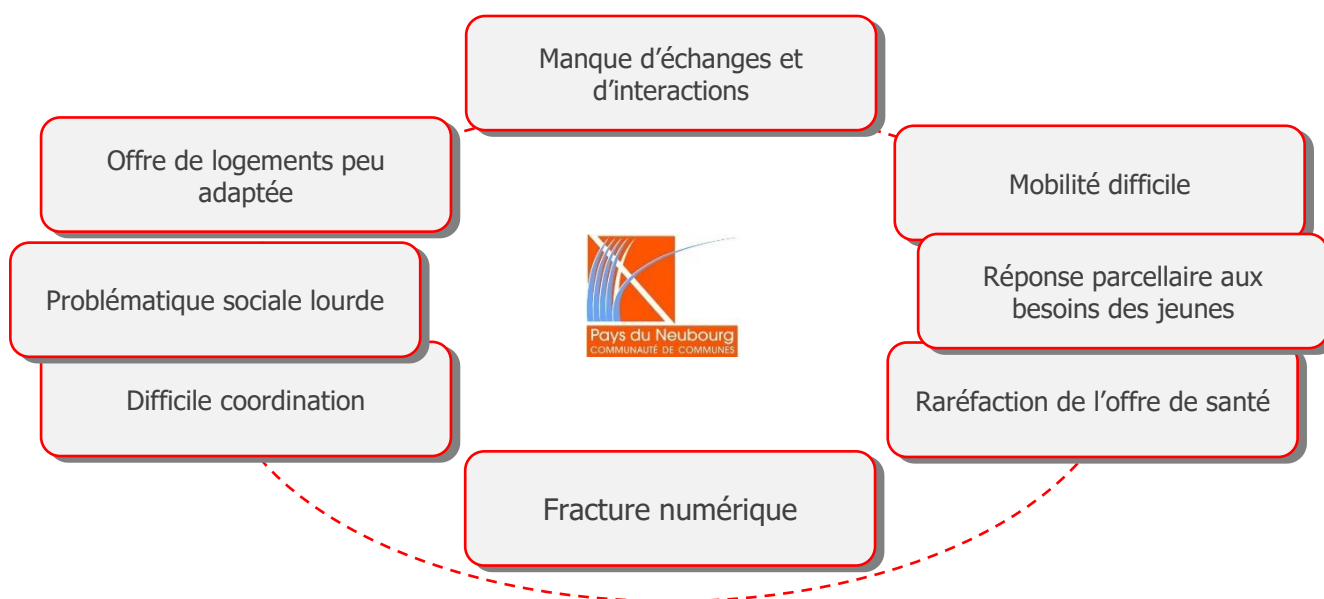 Manque d'échanges et
d'interactions
Offre de logements peu
adaptée
Mobilité difficile
Problématique sociale lourde
Réponse parcellaire aux
besoins des jeunes
Pays du Neubourg
COMMUNAUTÉ DE COMMUNES
Difficile coordination
Raréfaction de l'offre de santé
Fracture numérique